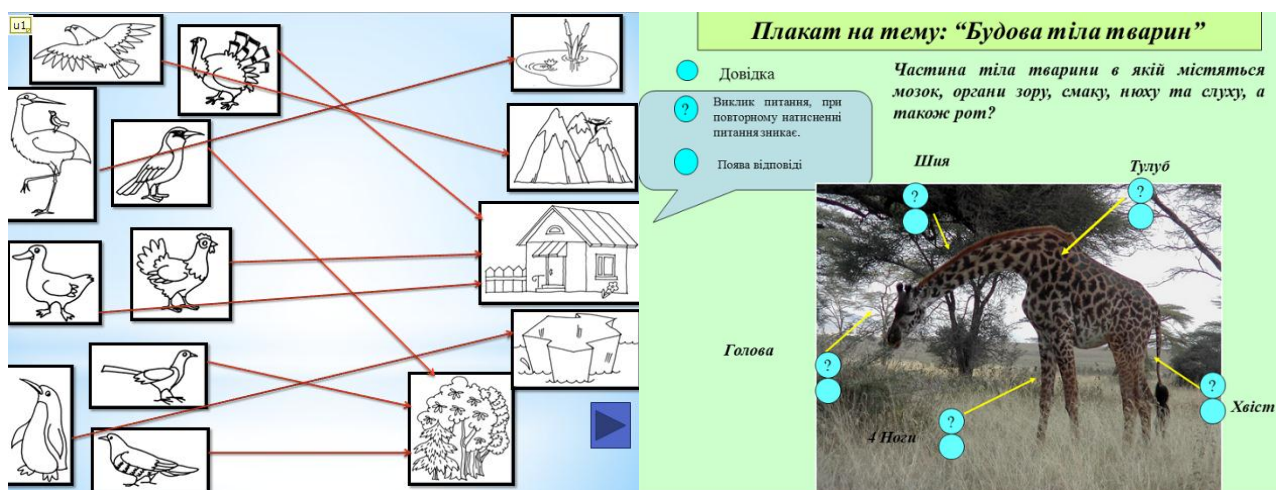 u1
Плакат на тему: “Будова тіла тварин”
Довідка
?
Виклик питання, при
повторному натисненні
питання зникає.
Поява відповіді
Частина тіла тварини в якій містяться
мозок, органи зору, смаку, нюху та слуху, а
також рот?
Шия
?
Тулуб
?
Голова
?
4 Ноги
?
?
Хвіст